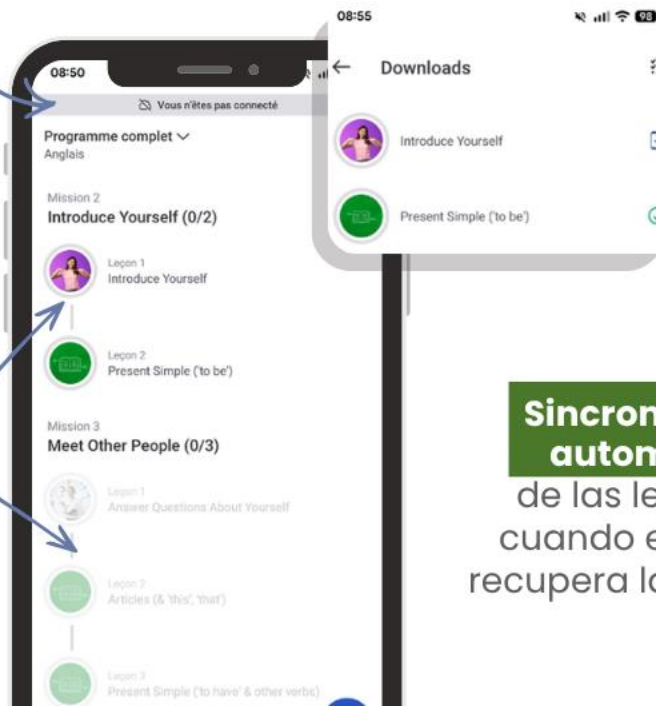 08:50
Vous n'êtes pas connecté
Programme complet
Anglais
Mission 2
Introduce Yourself (0/2)
Leçon 1
Introduce Yourself
Leçon 2
Present Simple ('to be')
Mission 3
Meet Other People (0/3)
Leçon 1
Answer Questions About Yourself
Leçon 2
Articles (& 'this', 'that')
Leçon 3
Present Simple ('to have' & other verbs)
08:55
98
Downloads
Introduce Yourself
Present Simple ('to be')
Sincron
autom
de las le
cuando e
recupera l